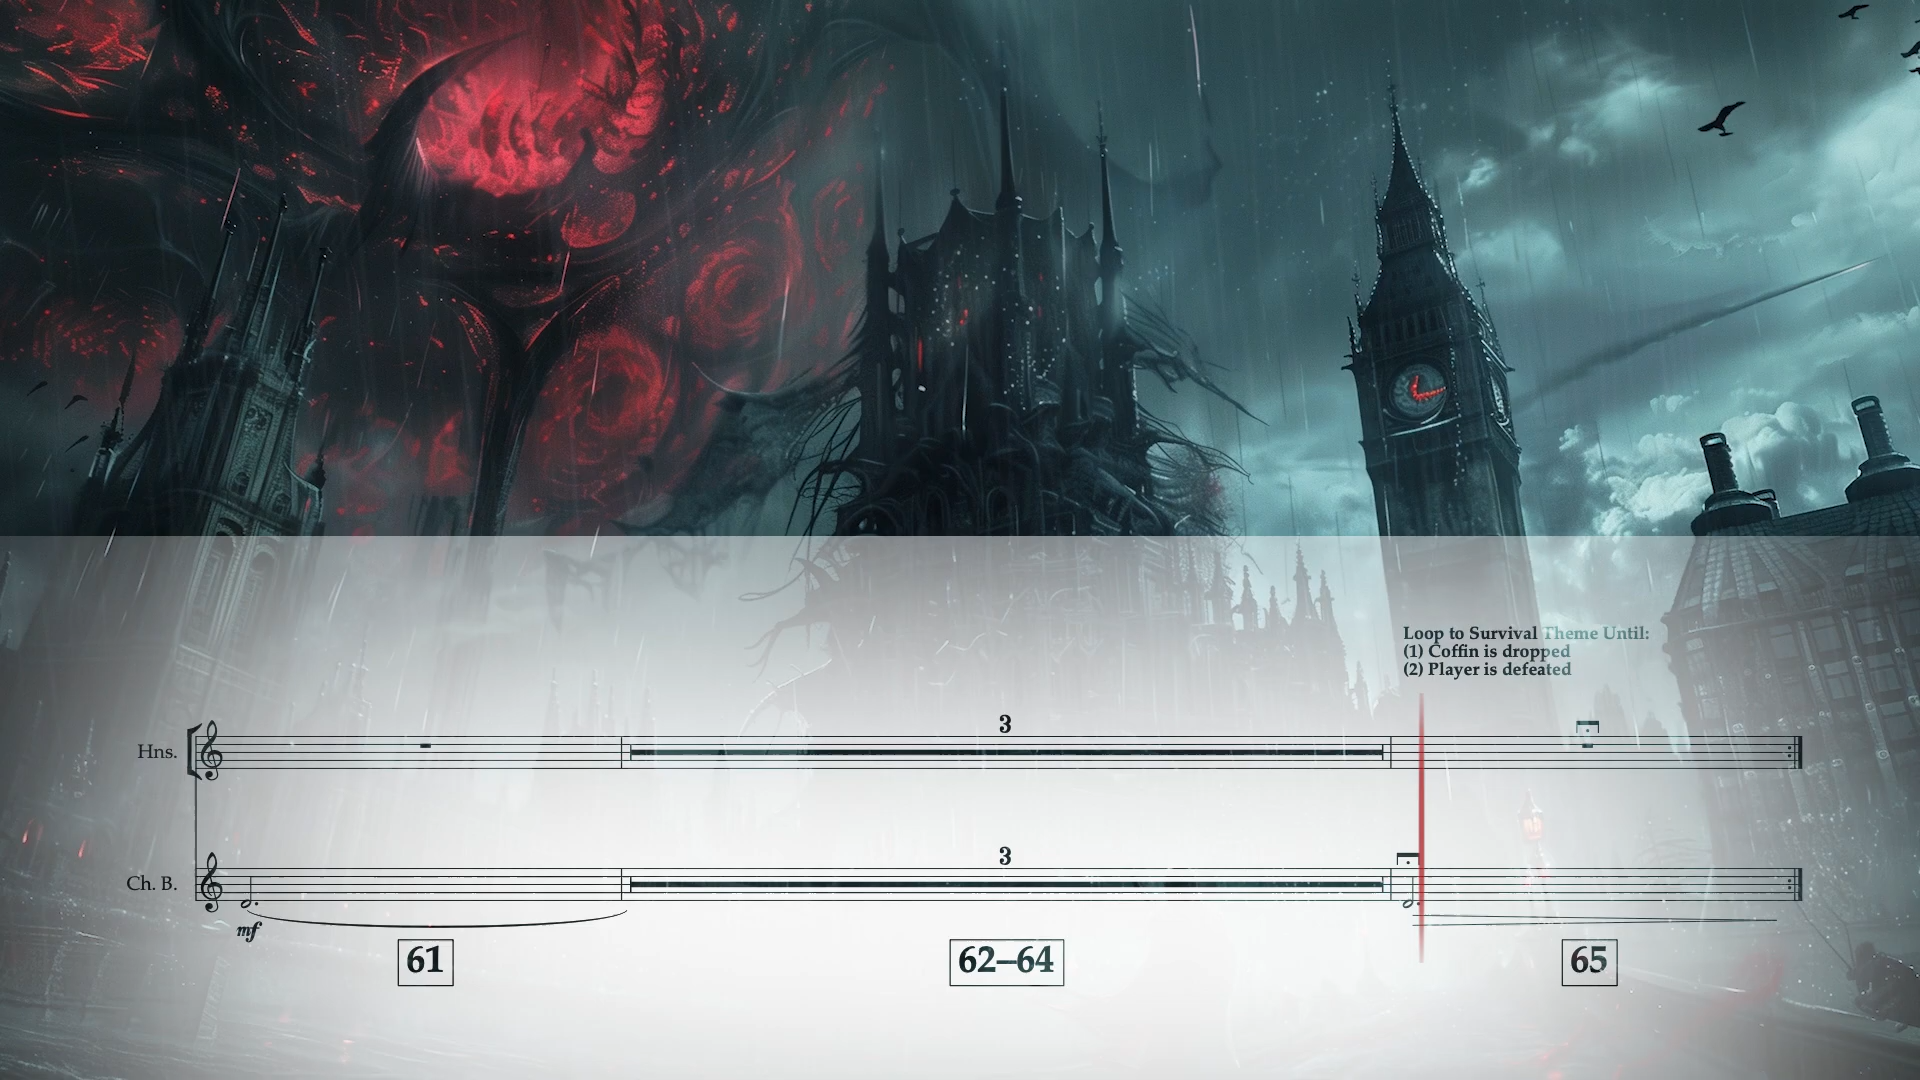 Loop to Survival Theme Until:
(1) Coffin is dropped
(2) Player is defeated
Hns.
3
Ch. B.
3
mf
61
62–64
65